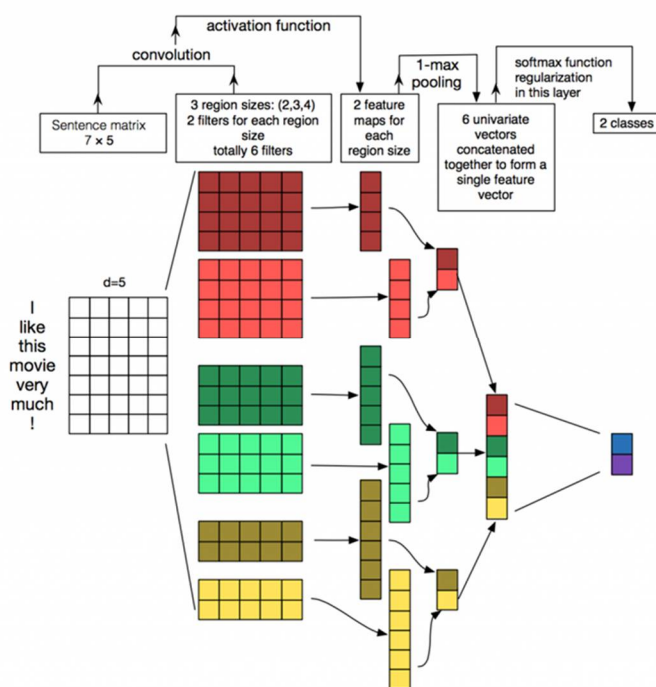 activation function
convolution
1-max
pooling
softmax function
regularization
in this layer
Sentence matrix
7 × 5
3 region sizes: (2,3,4)
2 filters for each region
size
totally 6 filters
2 feature
maps for
each
region size
6 univariate
vectors
concatenated
together to form a
single feature
vector
2 classes
d=5
I
like
this
movie
very
much
!